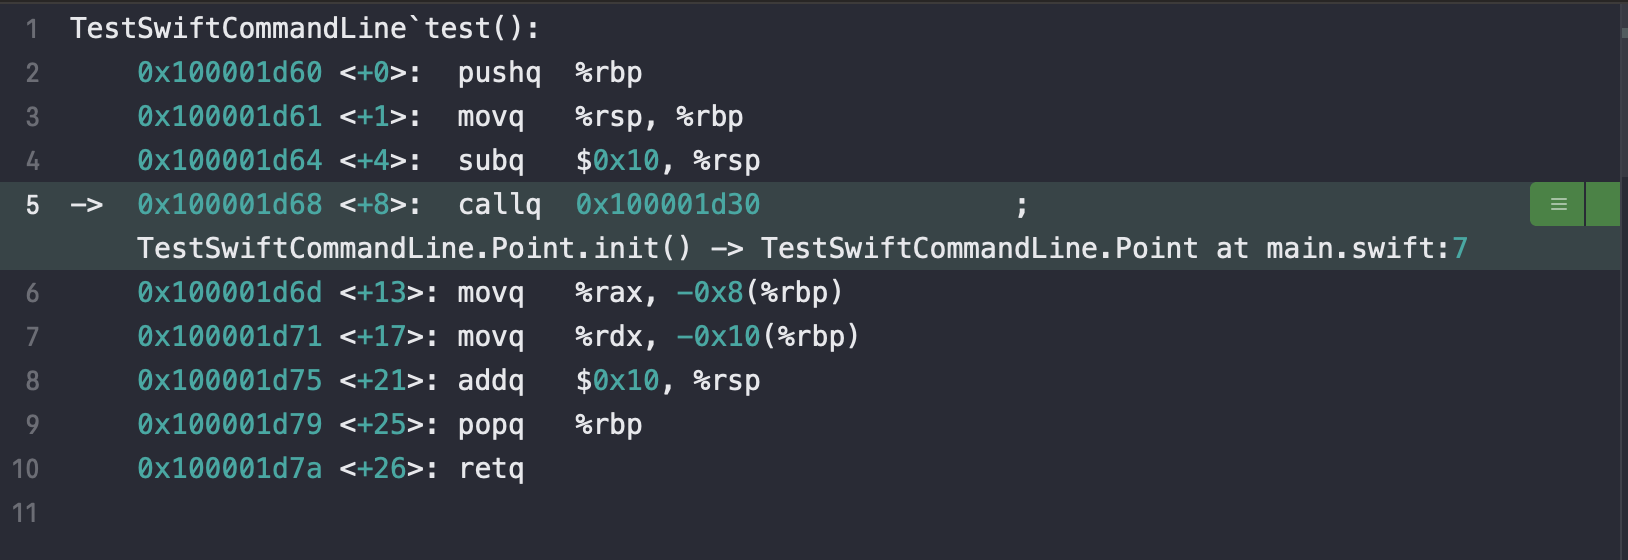 1 TestSwiftCommandLine`test():
2 0x100001d60 <+0>: pushq %rbp
3 0x100001d61 <+1>: movq %rsp, %rbp
4 0x100001d64 <+4>: subq $0x10, %rsp
5 -> 0x100001d68 <+8>: callq 0x100001d30 ;
TestSwiftCommandLine.Point.init() -> TestSwiftCommandLine.Point at main.swift:7
6 0x100001d6d <+13>: movq %rax, -0x8(%rbp)
7 0x100001d71 <+17>: movq %rdx, -0x10(%rbp)
8 0x100001d75 <+21>: addq $0x10, %rsp
9 0x100001d79 <+25>: popq %rbp
10 0x100001d7a <+26>: retq
11